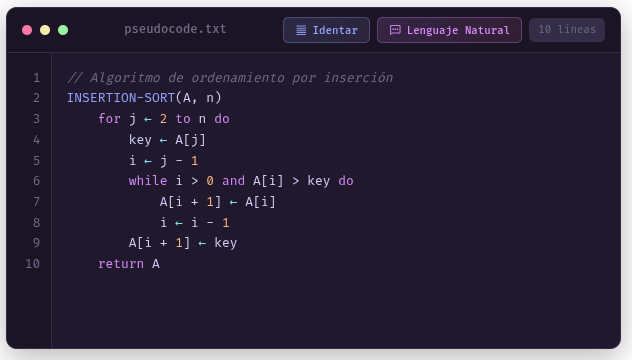 pseudocode.txt
Identar
Lenguaje Natural
10 líneas
1 // Algoritmo de ordenamiento por inserción
2 INSERTION-SORT(A, n)
3 for j ← 2 to n do
4 key ← A[j]
5 i ← j - 1
6 while i > 0 and A[i] > key do
7 A[i + 1] ← A[i]
8 i ← i - 1
9 A[i + 1] ← key
10 return A